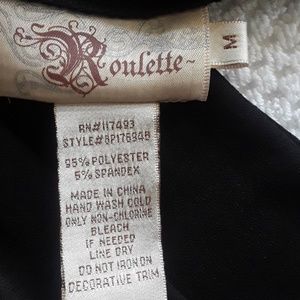 Roulette~
M
RN#117493
STYLE#
95% POLYESTER
5% SPANDEX
MADE IN CHINA
HAND WASH COLD
ONLY NON-CHLORINE
BLEACH
IF NEEDED
LINE DRY
DO NOT IRON ON
DECORATIVE TRIM